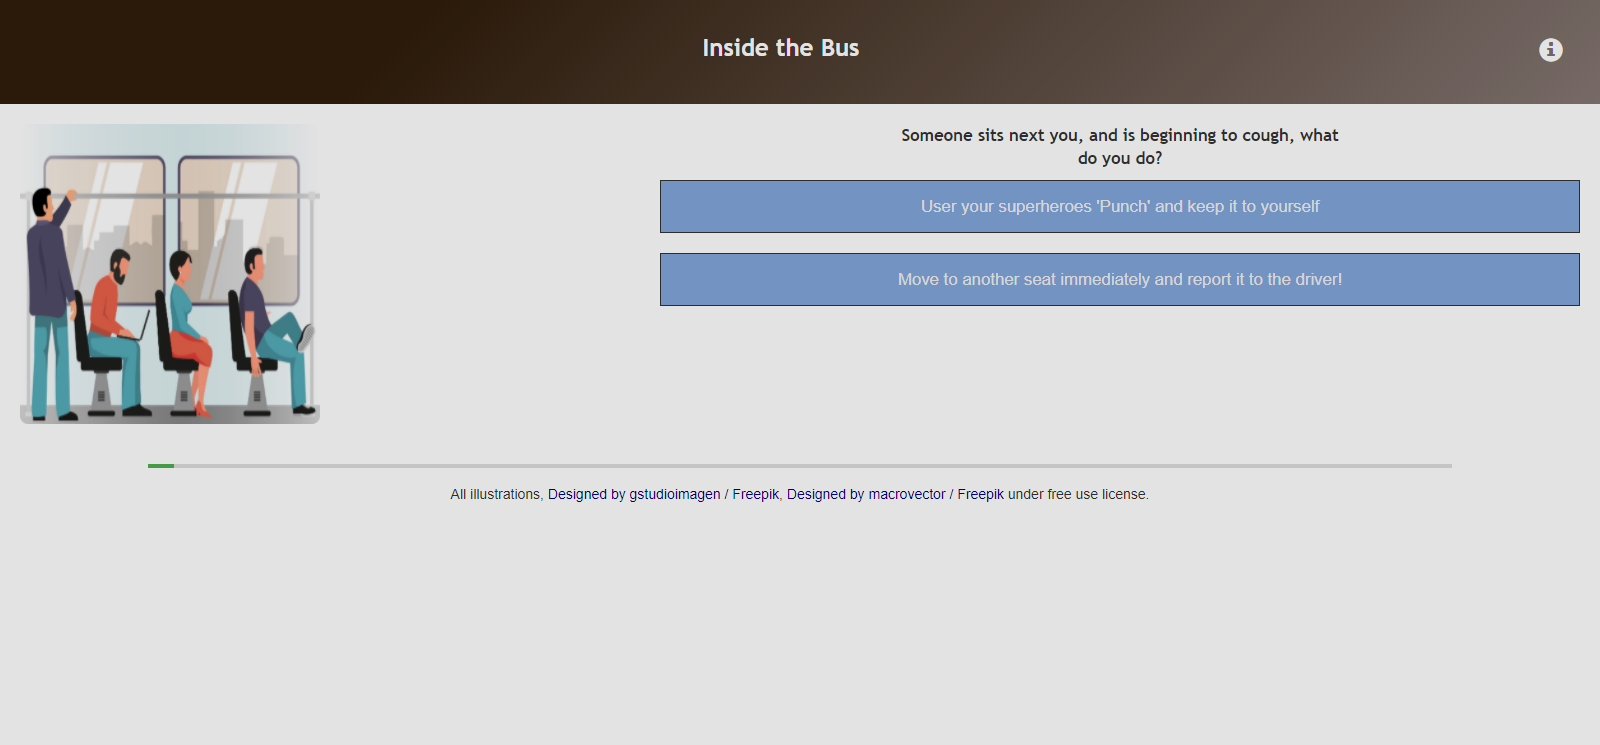 Inside the Bus
Someone sits next you, and is beginning to cough, what
do you do?
User your superheroes 'Punch' and keep it to yourself
Move to another seat immediately and report it to the driver!
All illustrations, Designed by gstudioimagen / Freepik, Designed by macrovector / Freepik under free use license.